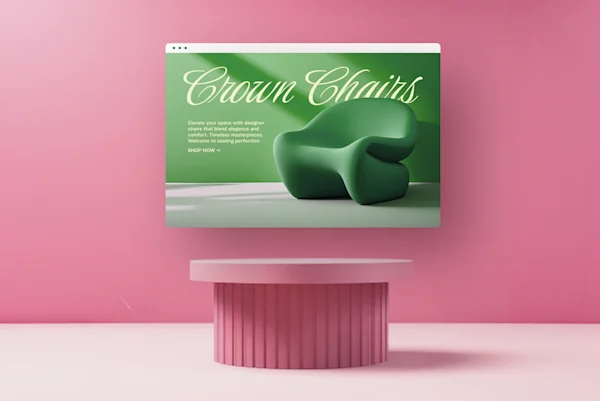 Crown Chairs
Elevate your space with designer
chairs that blend elegance and
comfort. Timeless masterpieces.
Welcome to seating perfection.
SHOP NOW →